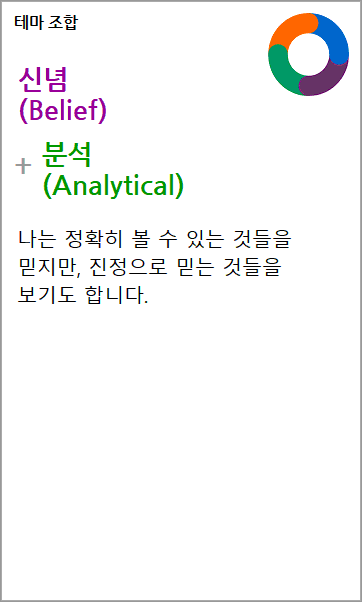 테마 조합
신념
(Belief)
+ 분석
(Analytical)
나는 정확히 볼 수 있는 것들을
믿지만, 진정으로 믿는 것들을
보기도 합니다.